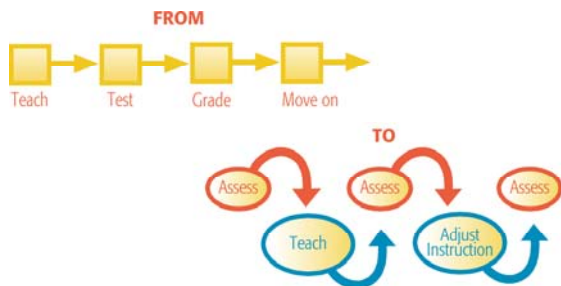 FROM
Teach
Test
Grade
Move on
TO
Assess
Assess
Assess
Teach
Adjust
Instruction